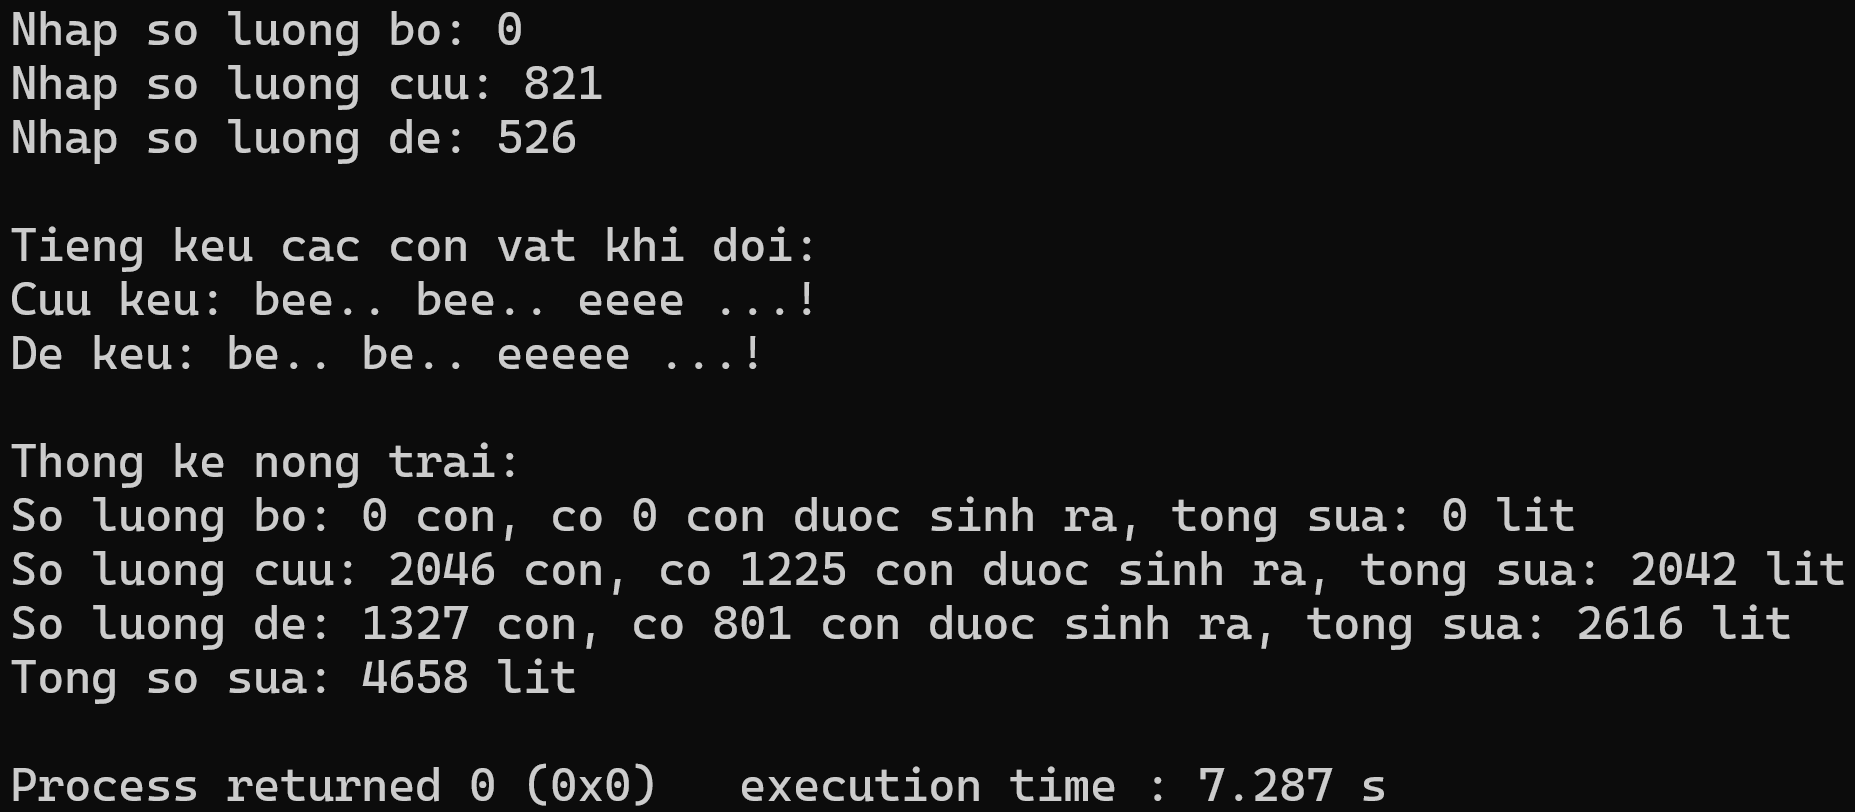 Nhap so luong bo: 0
Nhap so luong cuu: 821
Nhap so luong de: 526
Tieng keu cac con vat khi doi:
Cuu keu: bee.. bee.. eeee ...!
De keu: be.. be.. eeeee ...!
Thong ke nong trai:
So luong bo: 0 con, co 0 con duoc sinh ra, tong sua: 0 lit
So luong cuu: 2046 con, co 1225 con duoc sinh ra, tong sua: 2042 lit
So luong de: 1327 con, co 801 con duoc sinh ra, tong sua: 2616 lit
Tong so sua: 4658 lit
Process returned 0 (0x0)   execution time : 7.287 s